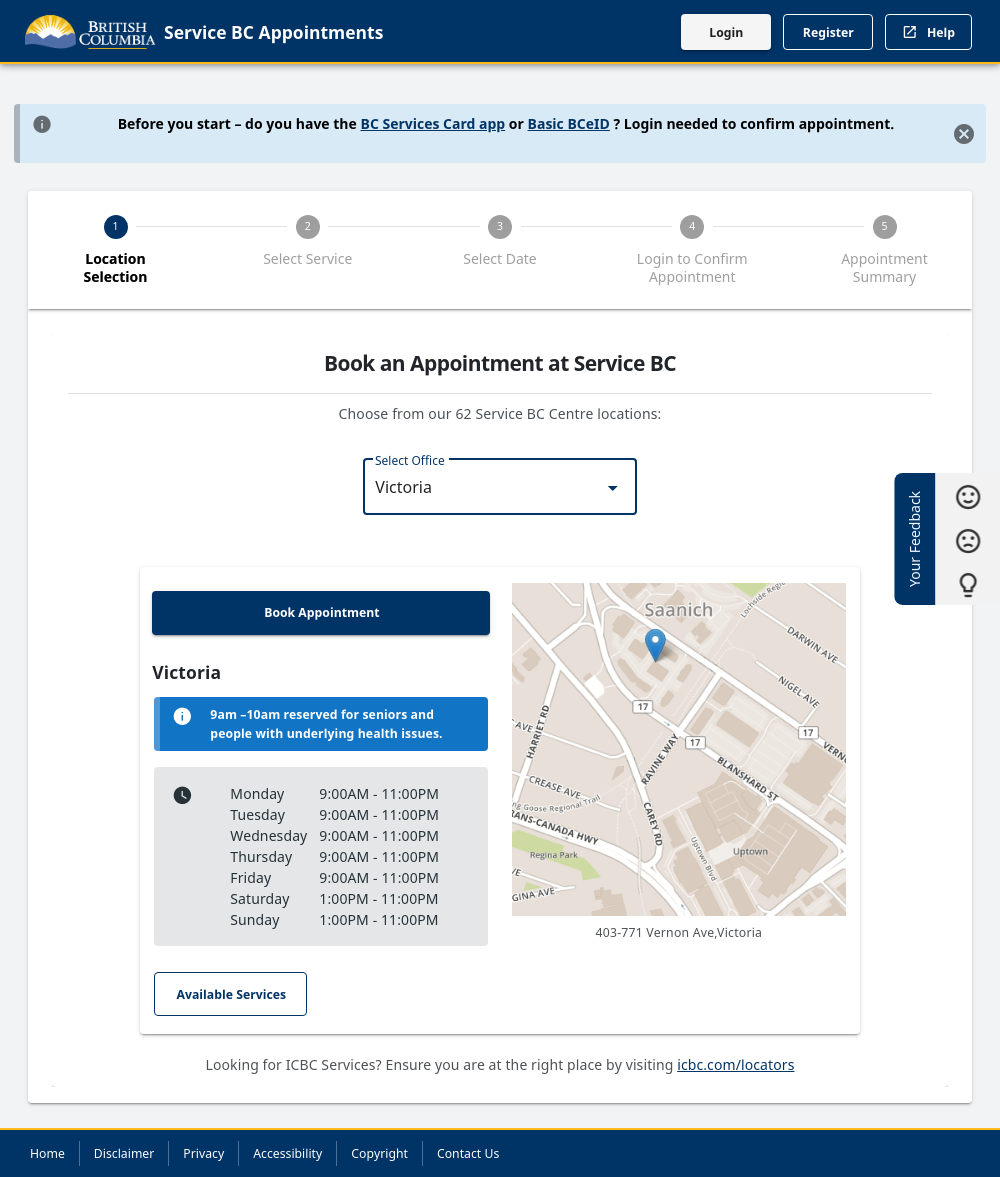 BRITISH
COLUMBIA
Service BC Appointments
Login
Register
Help
Before you start – do you have the BC Services Card app or Basic BCeID ? Login needed to confirm appointment.
1
2
3
4
5
Location
Selection
Select Service
Select Date
Login to Confirm
Appointment
Appointment
Summary
Book an Appointment at Service BC
Choose from our 62 Service BC Centre locations:
Select Office
Victoria
Your Feedback
Book Appointment
Victoria
9am –10am reserved for seniors and
people with underlying health issues.
Monday 9:00AM - 11:00PM
Tuesday 9:00AM - 11:00PM
Wednesday 9:00AM - 11:00PM
Thursday 9:00AM - 11:00PM
Friday 9:00AM - 11:00PM
Saturday 1:00PM - 11:00PM
Sunday 1:00PM - 11:00PM
Available Services
Saanich
Lochside Regio
DARWIN AVE
NIGEL AVE
17
17
17
AVE
HARRIET RD
RAVINE WAY
VERN
BLANSHARD ST
CREASE AVE
ng Goose Regional Trail
RANS-CANADA HWY
CAREY RD
Regina Park
Uptown
Uptown Blvd
VE
GINA AVE
403-771 Vernon Ave,Victoria
Looking for ICBC Services? Ensure you are at the right place by visiting icbc.com/locators
Home
Disclaimer
Privacy
Accessibility
Copyright
Contact Us